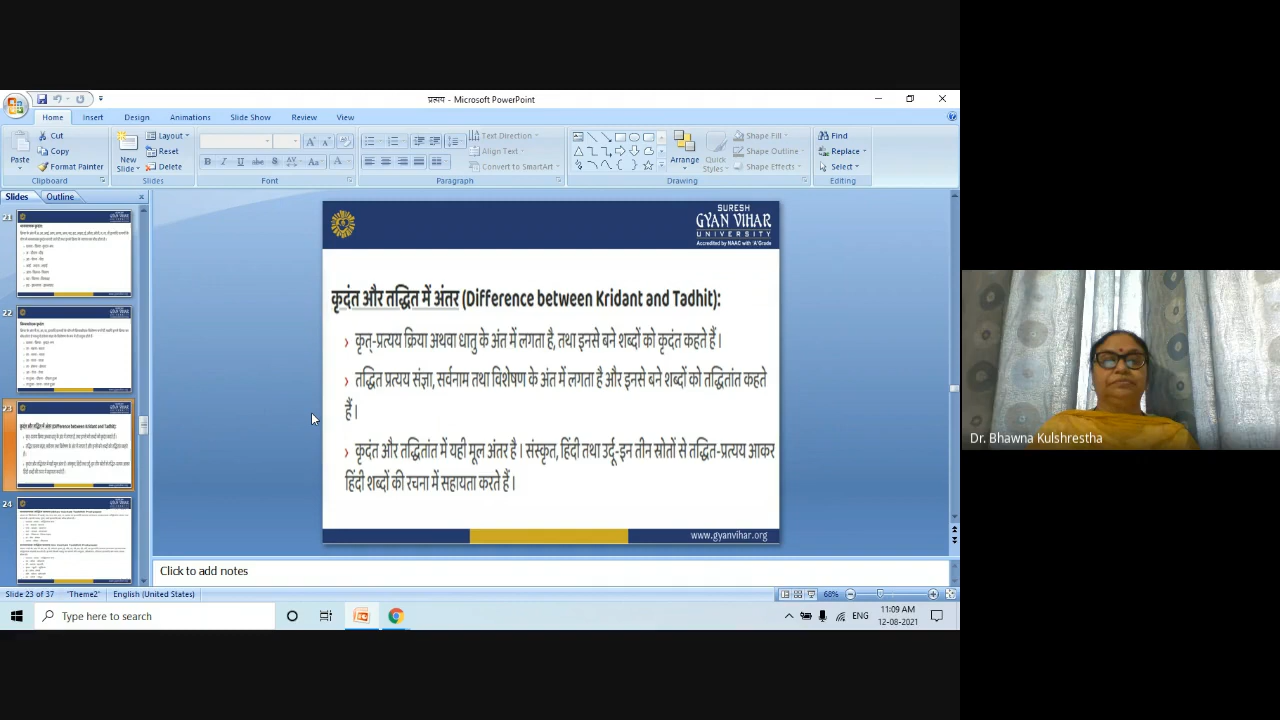 प्रत्यय - Microsoft PowerPoint
Home Insert Design Animations Slide Show Review View
Paste Cut Copy Format Painter
New Slide Layout Reset Delete
Text Direction Align Text Convert to SmartArt
Arrange Quick Styles Shape Fill Shape Outline Shape Effects
Find Replace Select
Clipboard Slides Font Paragraph Drawing Editing
Slides Outline
21
22
23
24
SURESH
GYAN VIHAR
UNIVERSITY
Accredited by NAAC with 'A'Grade
कृदंत और तद्धित में अंतर (Difference between Kridant and Tadhit):
कृत-प्रत्यय क्रिया अथवा धातु के अंत में लगता है, तथा इनसे बने शब्दों को कृदंत कहते हैं।
तद्धित प्रत्यय संज्ञा, सर्वनाम व विशेषण के अंत में लगता है और इनसे बने शब्दों को तद्धितांत कहते
हैं।
कृदंत और तद्धितांत में यही मूल अंतर है। संस्कृत, हिंदी तथा उर्दू-इन तीन स्रोतों से तद्धित-प्रत्यय आकर
हिंदी शब्दों की रचना में सहायता करते हैं।
www.gyanvihar.org
Click to add notes
Slide 23 of 37 "Theme2" English (United States) 68%
Type here to search
ENG
11:09 AM
12-08-2021
Dr. Bhawna Kulshrestha